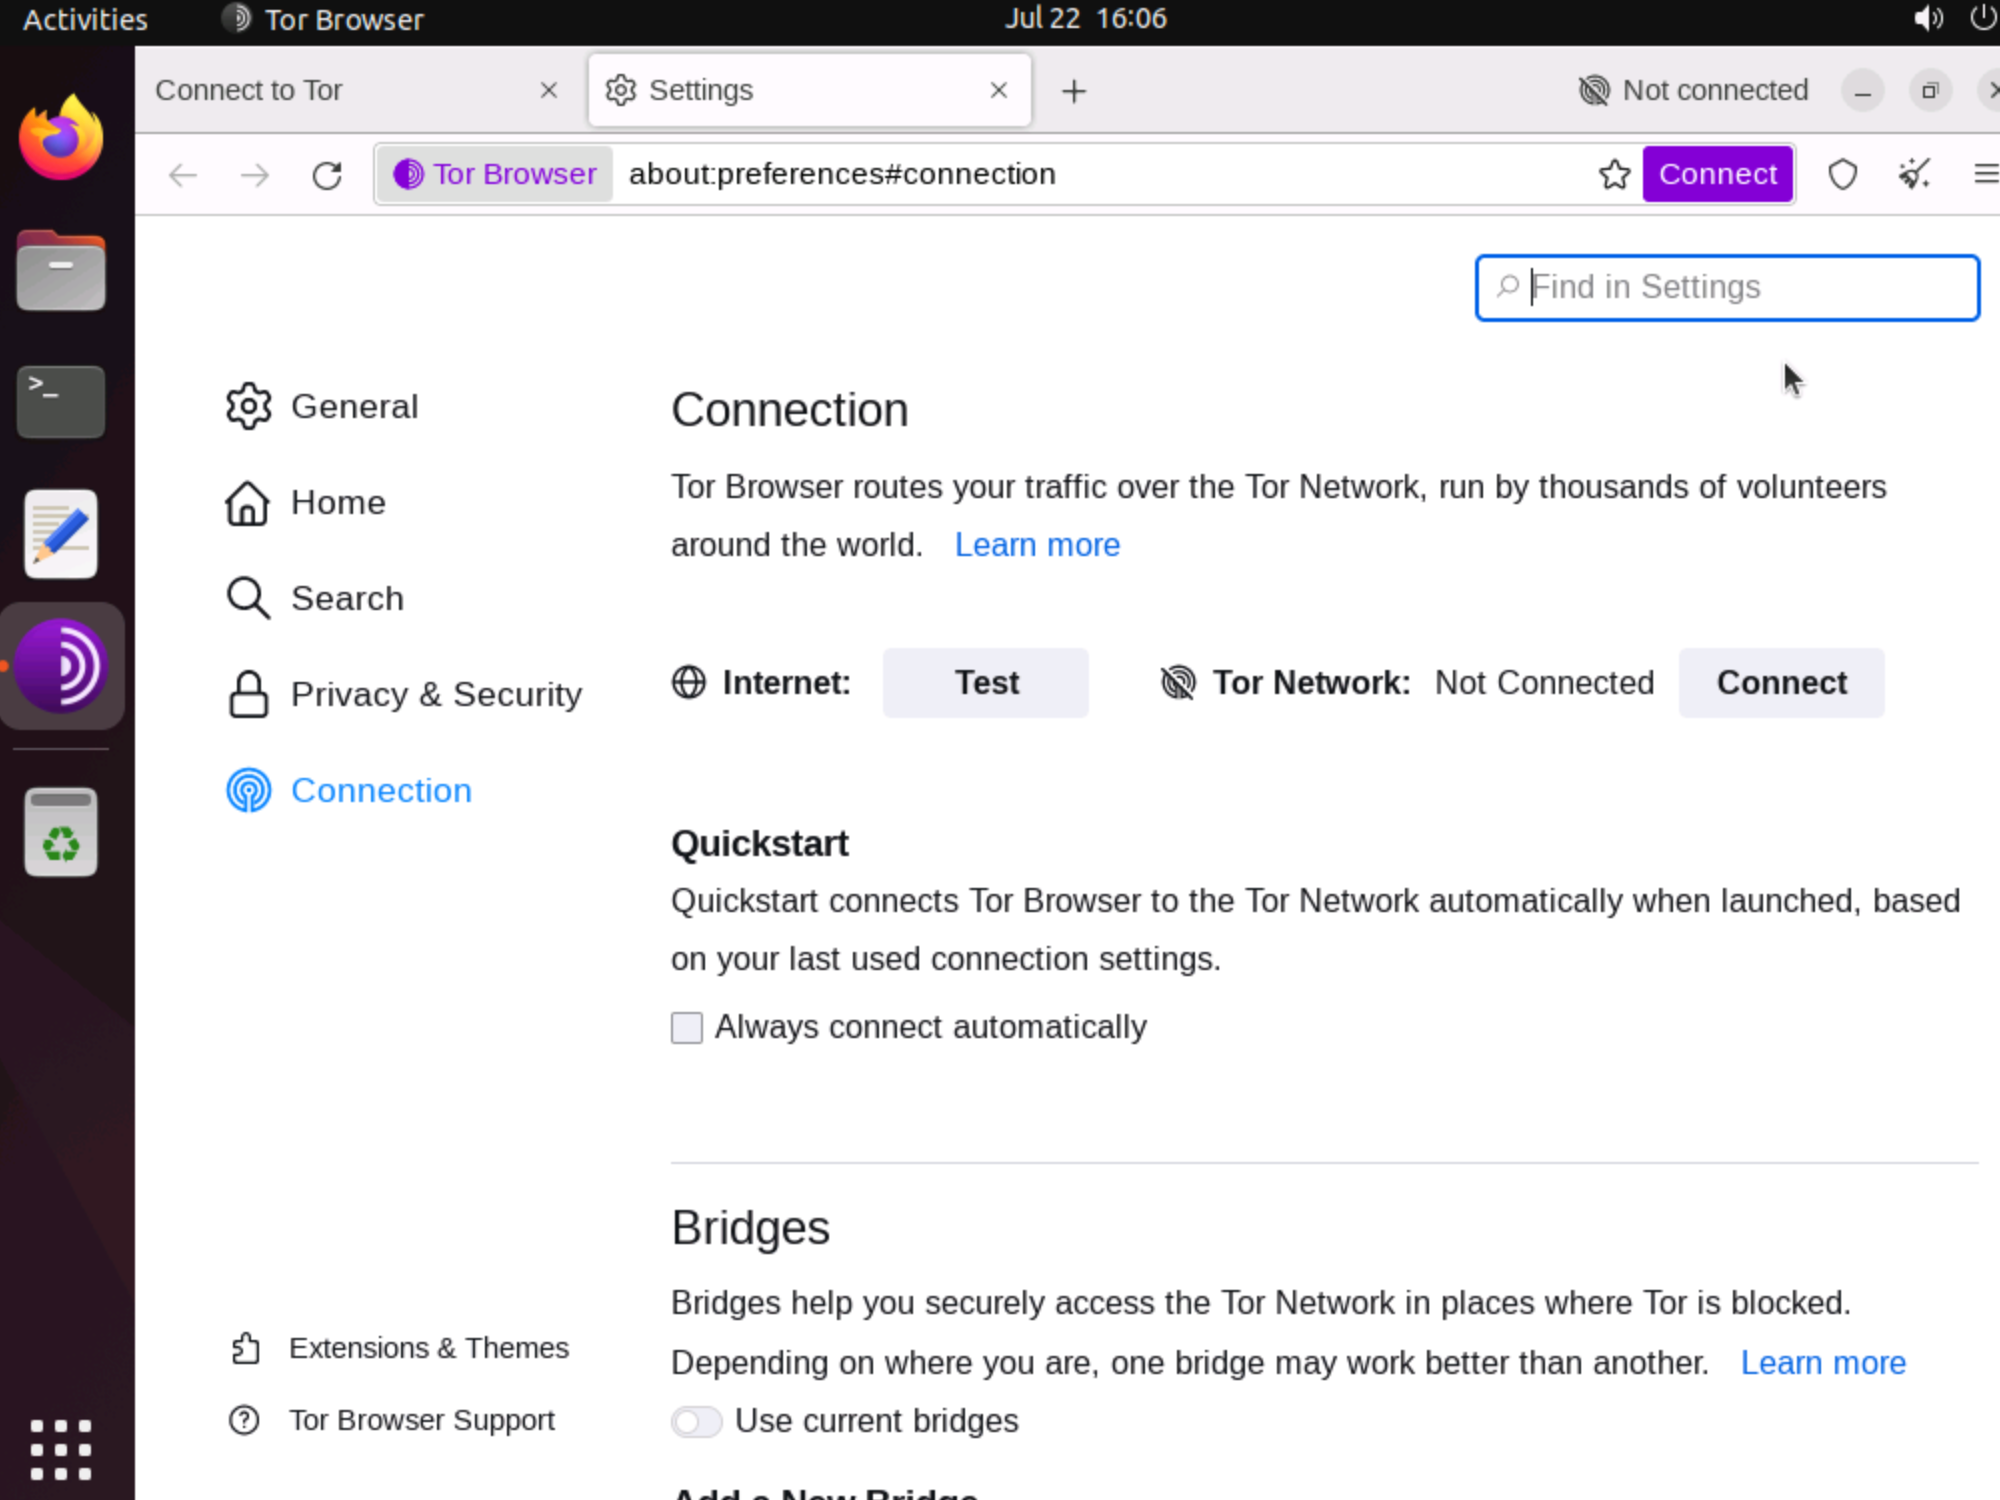 Activities
Tor Browser
Jul 22 16:06
Connect to Tor
Settings
Not connected
Tor Browser
about:preferences#connection
Connect
Find in Settings
General
Home
Search
Privacy & Security
Connection
Extensions & Themes
Tor Browser Support
Connection
Tor Browser routes your traffic over the Tor Network, run by thousands of volunteers
around the world. Learn more
Internet: Test Tor Network: Not Connected Connect
Quickstart
Quickstart connects Tor Browser to the Tor Network automatically when launched, based
on your last used connection settings.
Always connect automatically
Bridges
Bridges help you securely access the Tor Network in places where Tor is blocked.
Depending on where you are, one bridge may work better than another. Learn more
Use current bridges
Add a New Bridge